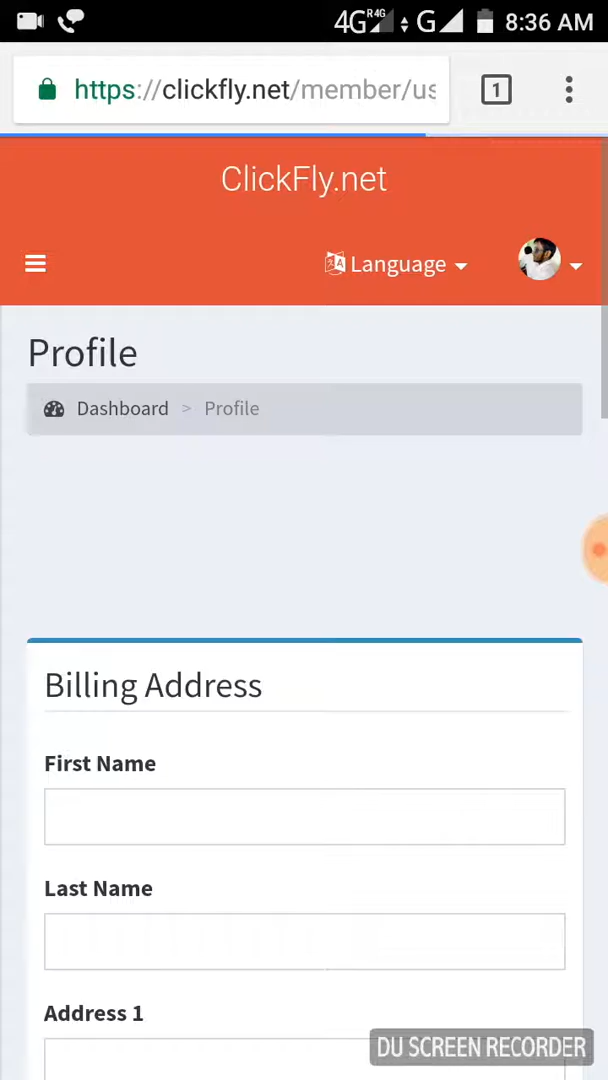 4G R4G G 8:36 AM
https://clickfly.net/member/us
1
ClickFly.net
Language
Profile
Dashboard > Profile
Billing Address
First Name
Last Name
Address 1
DU SCREEN RECORDER